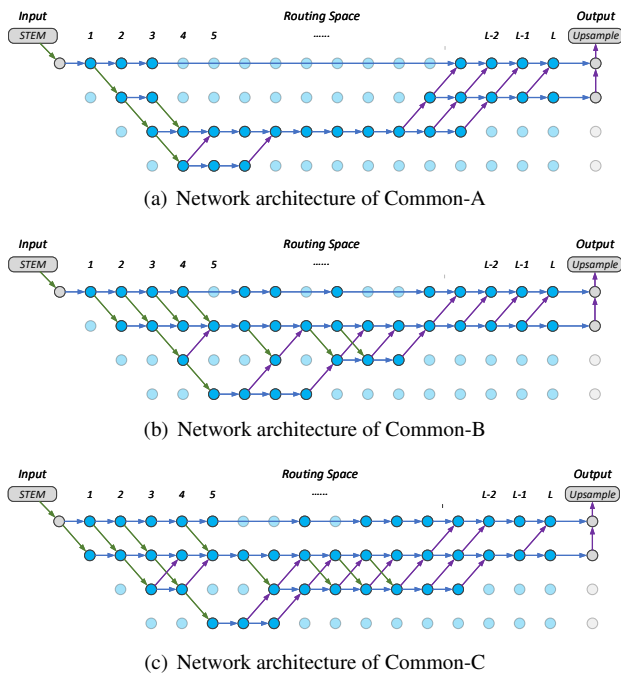 Input Routing Space Output
STEM 1 2 3 4 5 ...... L-2 L-1 L Upsample
(a) Network architecture of Common-A
Input Routing Space Output
STEM 1 2 3 4 5 ...... L-2 L-1 L Upsample
(b) Network architecture of Common-B
Input Routing Space Output
STEM 1 2 3 4 5 ...... L-2 L-1 L Upsample
(c) Network architecture of Common-C